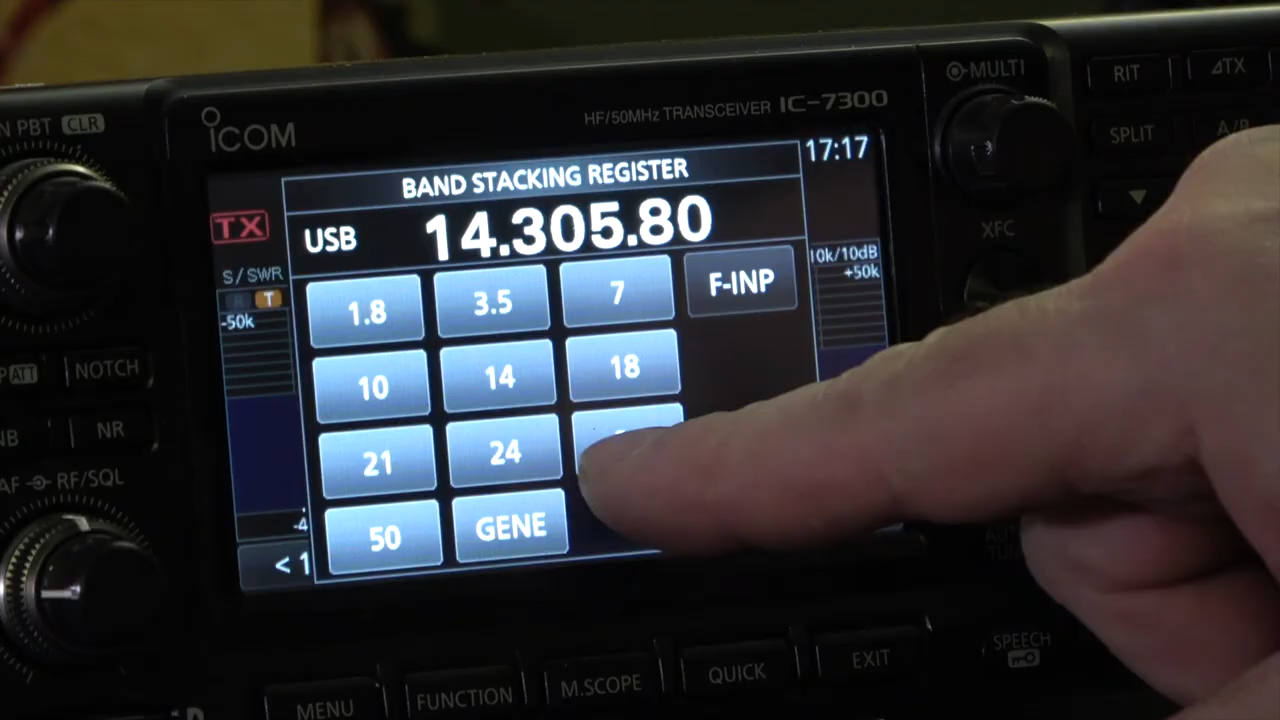 N PBT CLR
ICOM
HF/50MHz TRANSCEIVER IC-7300
MULTI
RIT
⊿TX
SPLIT
A/B
▼
XFC
BAND STACKING REGISTER
17:17
TX
USB 14.305.80
S/SWR
T
-50k
10k/10dB
+50k
1.8 3.5 7 F-INP
10 14 18
21 24
50 GENE
-4
< 1
P ATT NOTCH
NB NR
AF RF/SQL
SPEECH
MENU FUNCTION M.SCOPE QUICK EXIT